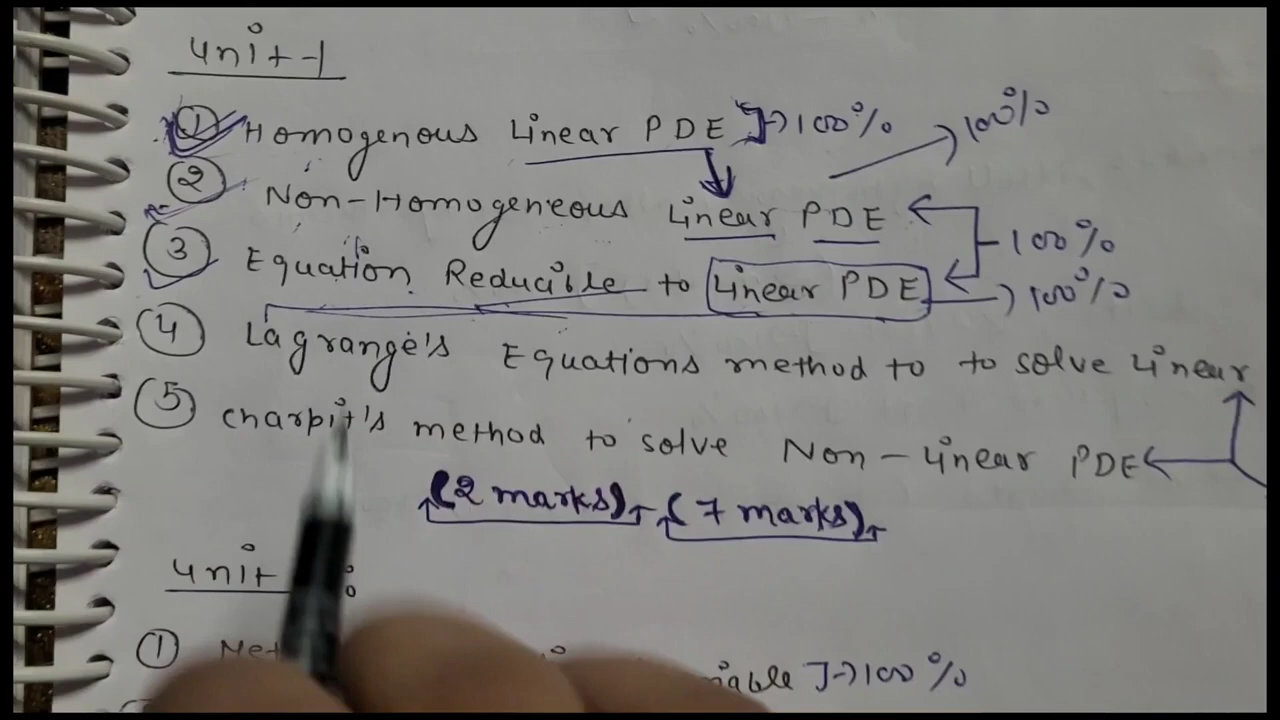 Unit-1
① Homogenous Linear PDE ]→100%
100%
② Non-Homogeneous Linear PDE
100%
③ Equation Reducible to Linear PDE → 100%
④ Lagrange's Equations method to to solve Linear
⑤ Charpit's method to solve Non-Linear PDE
(2 marks) (7 marks)
Unit :
① ]→100%